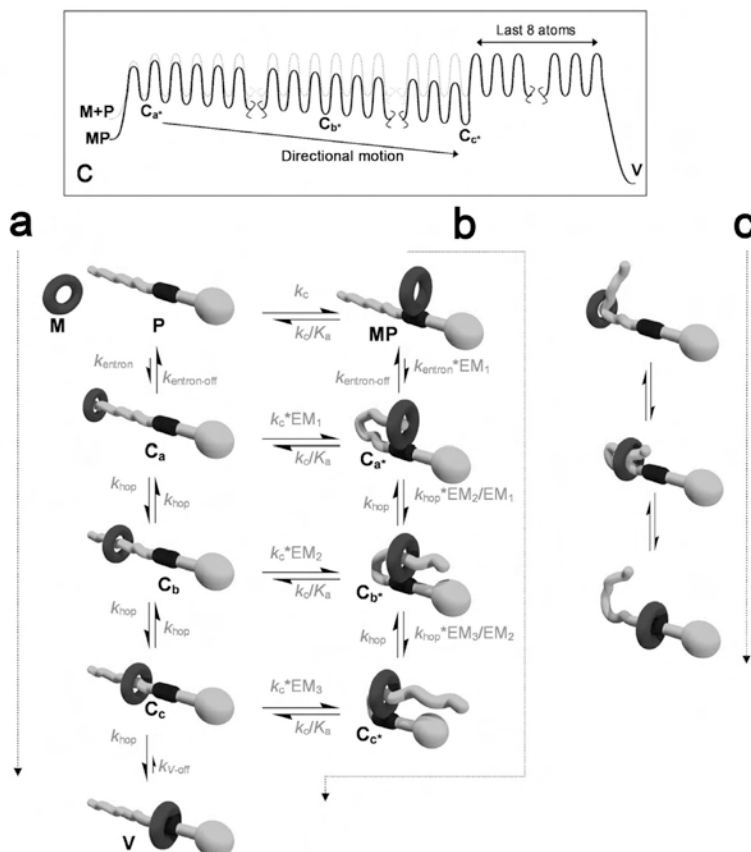 Last 8 atoms
M+P
MP
Ca*
Cb*
Cc*
Directional motion
C
V
a
b
c
M
P
kc
kc/Ka
MP
kentron
kentron-off
kentron-off
kentron*EM1
Ca
kc*EM1
kc/Ka
Ca*
khop
khop
khop
khop*EM2/EM1
Cb
kc*EM2
kc/Ka
Cb*
khop
khop
khop
khop*EM3/EM2
Cc
kc*EM3
kc/Ka
Cc*
khop
kV-off
V